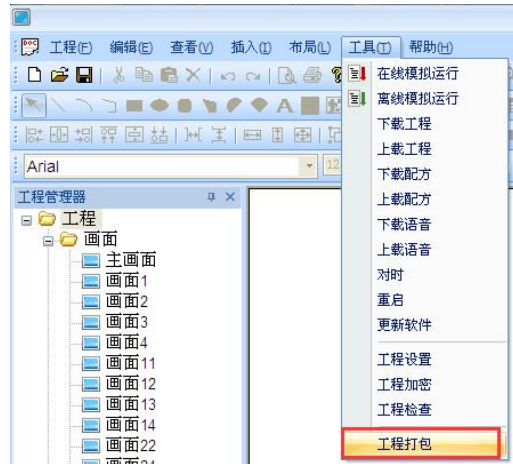 工程(F) 编辑(E) 查看(V) 插入(I) 布局(L) 工具(T) 帮助(H)
在线模拟运行
离线模拟运行
下载工程
上载工程
下载配方
上载配方
下载语音
上载语音
对时
重启
更新软件
工程设置
工程加密
工程检查
工程打包
Arial
12
工程管理器
工程
画面
主画面
画面1
画面2
画面3
画面4
画面11
画面12
画面13
画面14
画面22